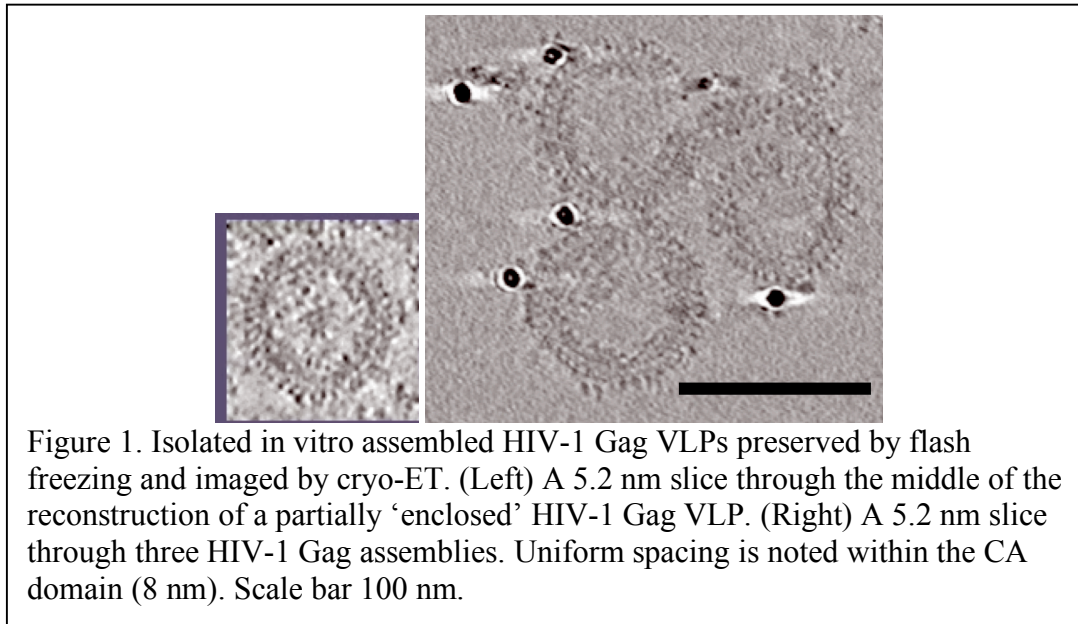 Figure 1. Isolated in vitro assembled HIV-1 Gag VLPs preserved by flash
freezing and imaged by cryo-ET. (Left) A 5.2 nm slice through the middle of the
reconstruction of a partially ‘enclosed’ HIV-1 Gag VLP. (Right) A 5.2 nm slice
through three HIV-1 Gag assemblies. Uniform spacing is noted within the CA
domain (8 nm). Scale bar 100 nm.